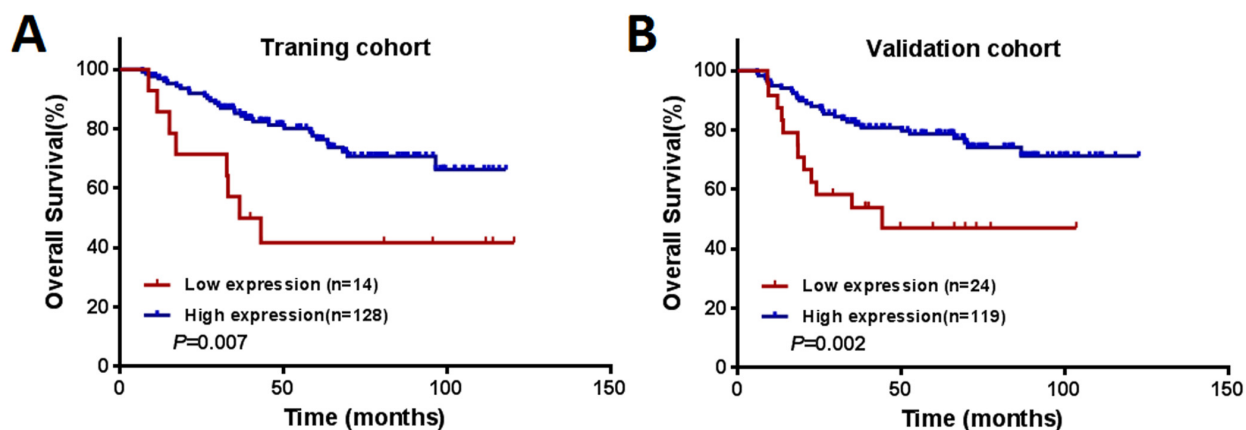 A
Traning cohort
Overall Survival(%)
100
80
60
40
20
0
Low expression (n=14)
High expression(n=128)
P=0.007
0 50 100 150
Time (months)
B
Validation cohort
Overall Survival(%)
100
80
60
40
20
0
Low expression (n=24)
High expression(n=119)
P=0.002
0 50 100 150
Time (months)